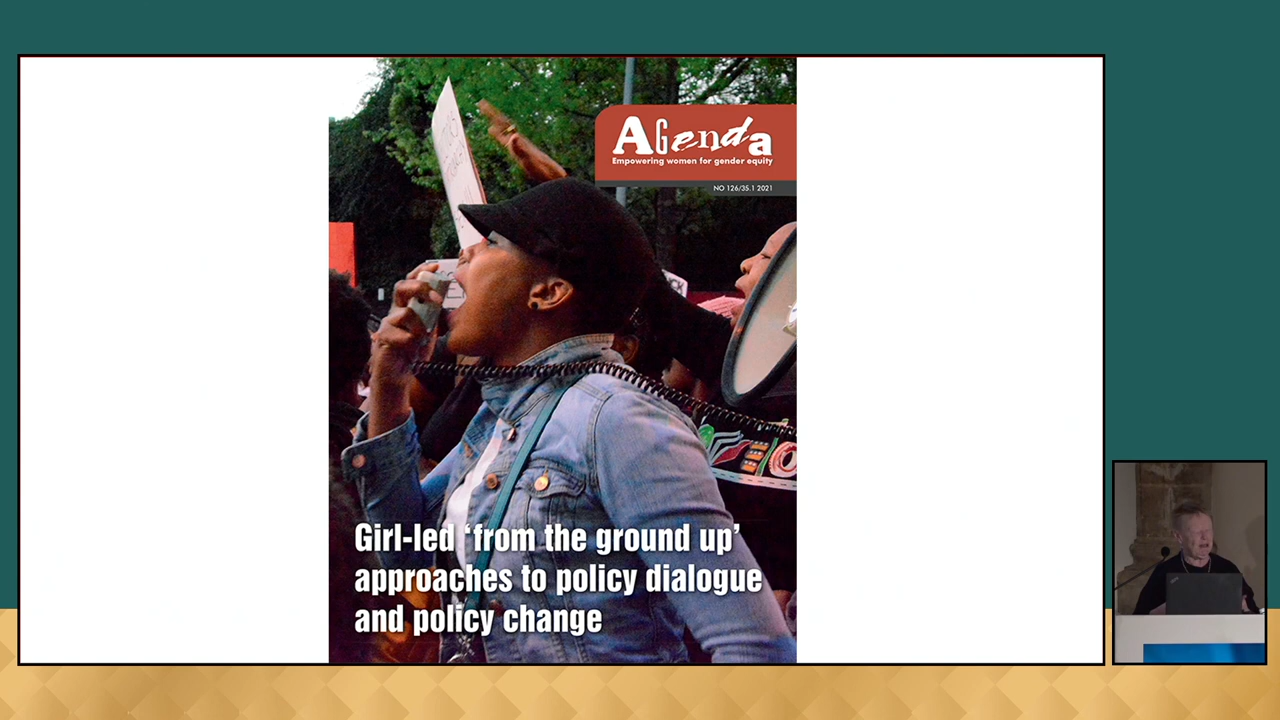 AGenda
Empowering women for gender equity
NO 126/35.1 2021
Girl-led ‘from the ground up’
approaches to policy dialogue
and policy change